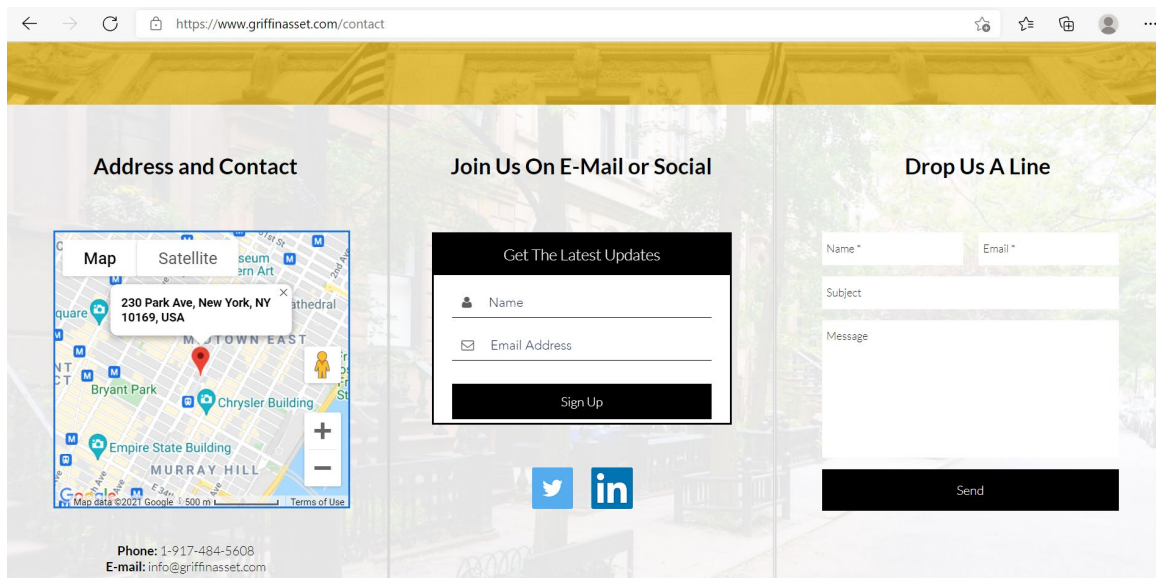 https://www.griffinasset.com/contact
Address and Contact
Map
Satellite
230 Park Ave, New York, NY
10169, USA
MIDTOWN EAST
Bryant Park
Chrysler Building
Empire State Building
MURRAY HILL
Google
Map data ©2021 Google
500 m
Terms of Use
Phone: 1-917-484-5608
E-mail: info@griffinasset.com
Join Us On E-Mail or Social
Get The Latest Updates
Name
Email Address
Sign Up
in
Drop Us A Line
Name *
Email *
Subject
Message
Send